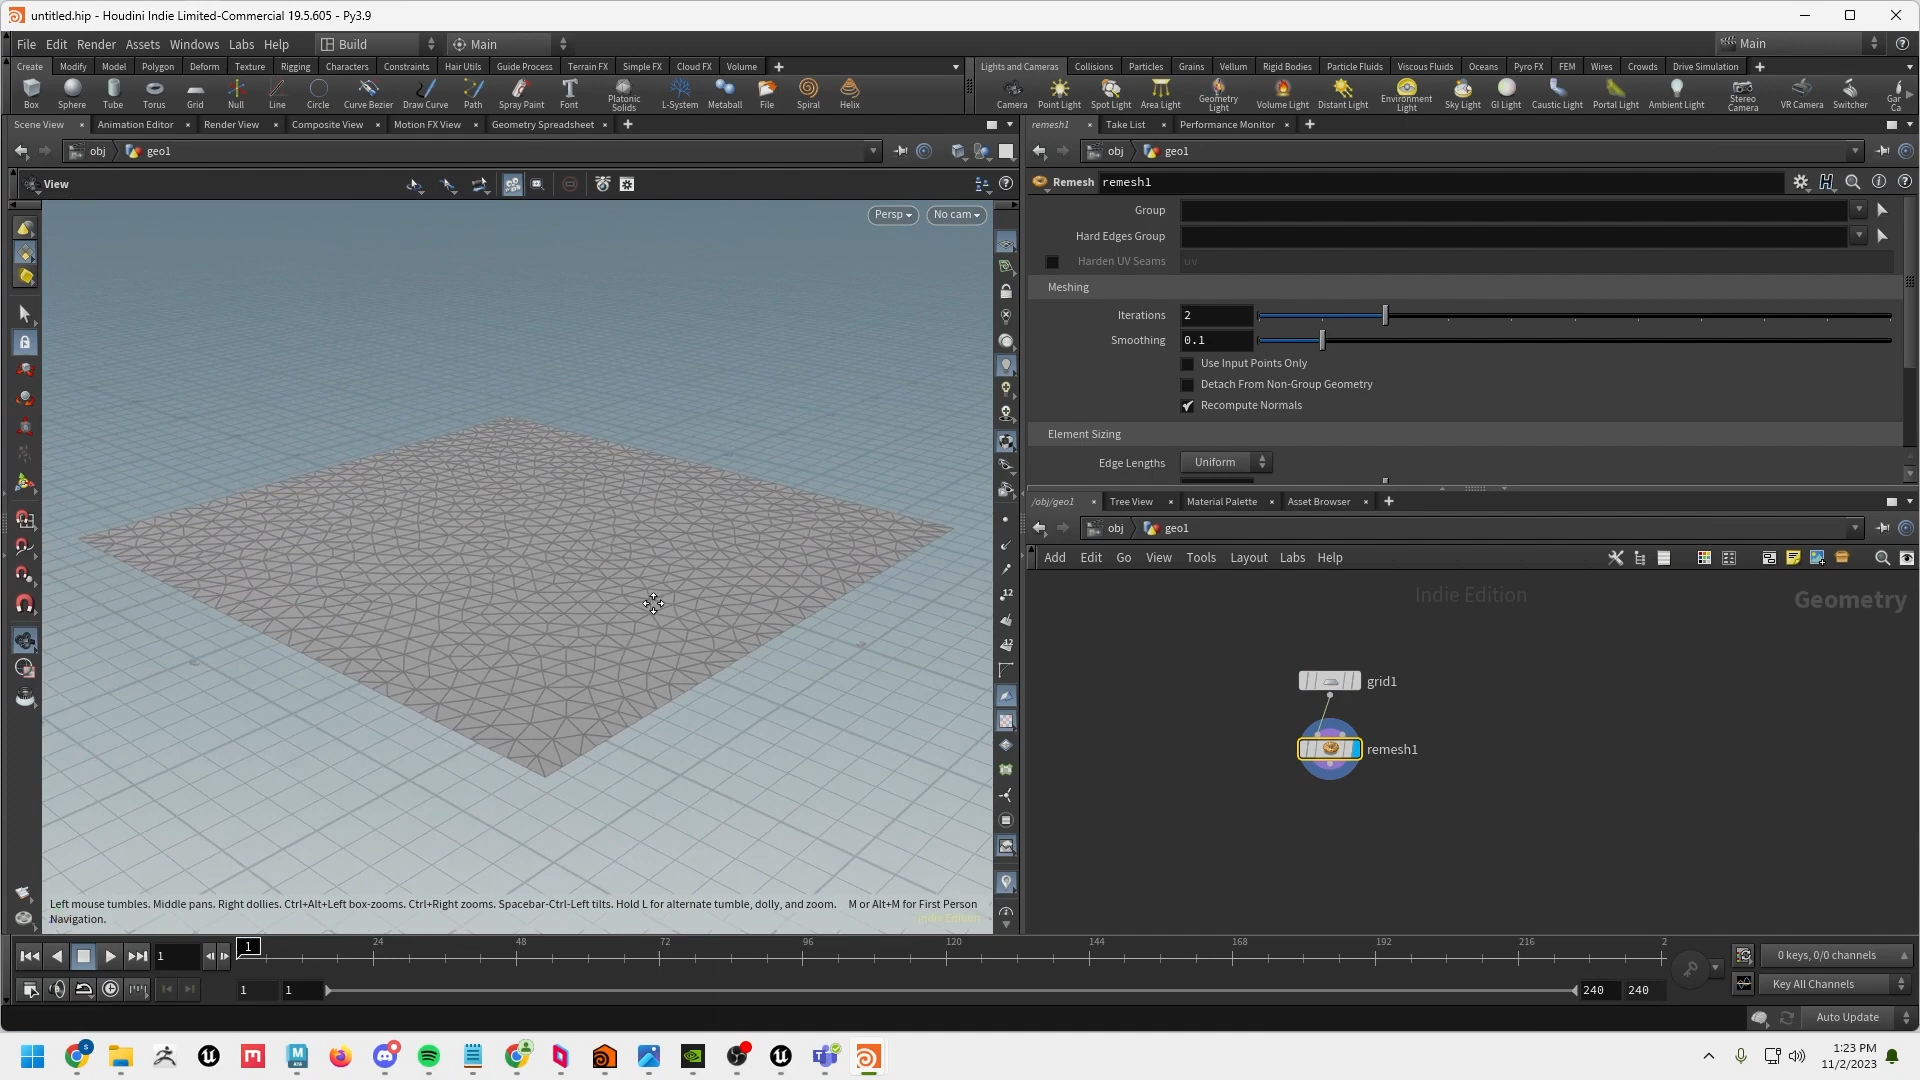 untitled.hip - Houdini Indie Limited-Commercial 19.5.605 - Py3.9
File Edit Render Assets Windows Labs Help Build Main Main
Create Modify Model Polygon Deform Texture Rigging Characters Constraints Hair Utils Guide Process Terrain FX Simple FX Cloud FX Volume
Lights and Cameras Collisions Particles Grains Vellum Rigid Bodies Particle Fluids Viscous Fluids Oceans Pyro FX FEM Wires Crowds Drive Simulation
Box Sphere Tube Torus Grid Null Line Circle Curve Bezier Draw Curve Path Spray Paint Font Platonic Solids L-System Metaball File Spiral Helix
Camera Point Light Spot Light Area Light Geometry Light Volume Light Distant Light Environment Light Sky Light GI Light Caustic Light Portal Light Ambient Light Stereo Camera VR Camera Switcher Gar Ca
Scene View Animation Editor Render View Composite View Motion FX View Geometry Spreadsheet
obj geo1
View
Persp No cam
Left mouse tumbles. Middle pans. Right dollies. Ctrl+Alt+Left box-zooms. Ctrl+Right zooms. Spacebar-Ctrl-Left tilts. Hold L for alternate tumble, dolly, and zoom. M or Alt+M for First Person
Navigation.
Indie Edition
remesh1 Take List Performance Monitor
obj geo1
Remesh remesh1
Group
Hard Edges Group
Harden UV Seams uv
Meshing
Iterations 2
Smoothing 0.1
Use Input Points Only
Detach From Non-Group Geometry
Recompute Normals
Element Sizing
Edge Lengths Uniform
/obj/geo1 Tree View Material Palette Asset Browser
obj geo1
Add Edit Go View Tools Layout Labs Help
Indie Edition
Geometry
grid1
remesh1
12
12
1
1 24 48 72 96 120 144 168 192 216 2
1 1 240 240
0 keys, 0/0 channels
Key All Channels
Auto Update
1:23 PM
11/2/2023